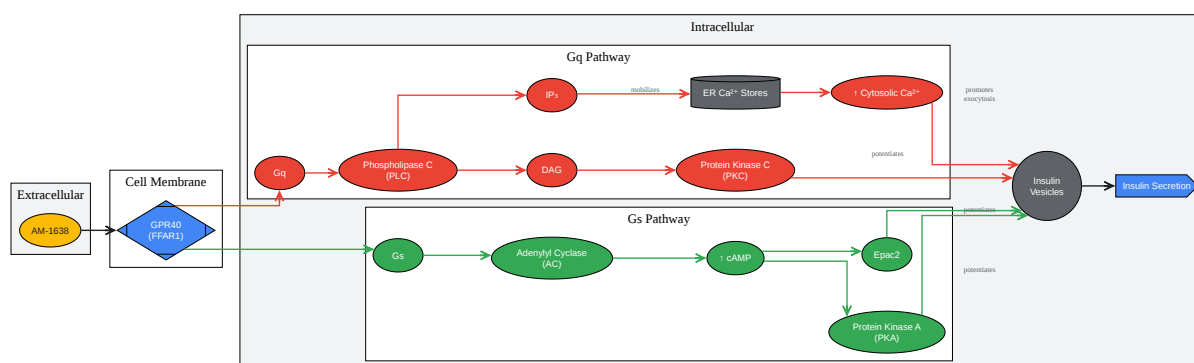 Intracellular
Gq Pathway
IP₃
mobilizes
ER Ca²⁺ Stores
↑ Cytosolic Ca²⁺
promotes
exocytosis
Gq
Phospholipase C
(PLC)
DAG
Protein Kinase C
(PKC)
potentiates
Extracellular
AM-1638
Cell Membrane
GPR40
(FFAR1)
Insulin
Vesicles
Insulin Secretion
Gs Pathway
Gs
Adenylyl Cyclase
(AC)
↑ cAMP
Epac2
potentiates
potentiates
Protein Kinase A
(PKA)